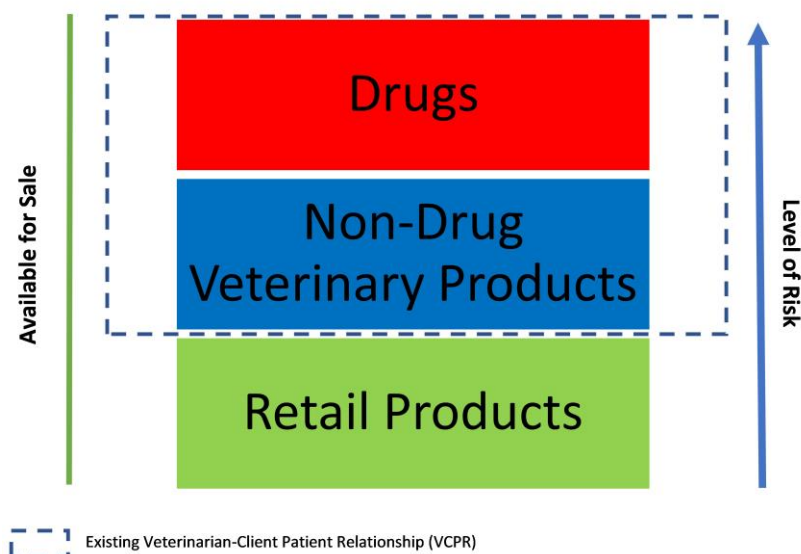 Drugs
Available for Sale
Non-Drug
Veterinary Products
Level of Risk
Retail Products
Existing Veterinarian-Client Patient Relationship (VCPR)